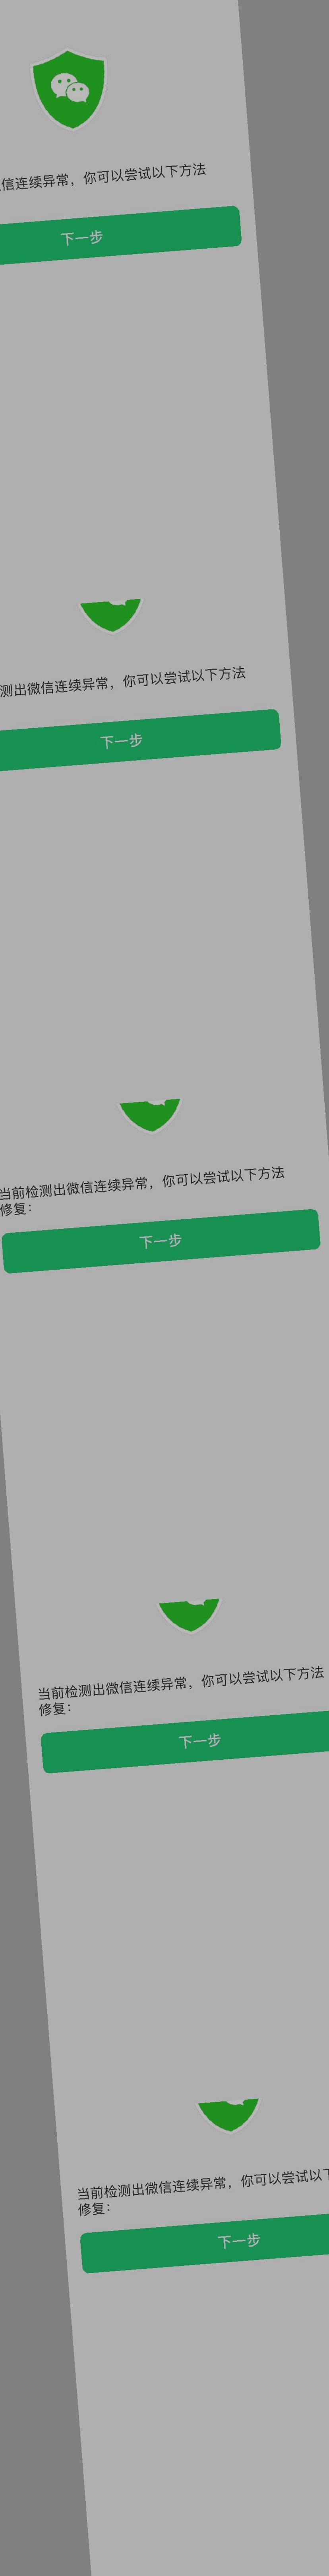 信连续异常，你可以尝试以下方法
下一步
测出微信连续异常，你可以尝试以下方法
下一步
当前检测出微信连续异常，你可以尝试以下方法
修复：
下一步
当前检测出微信连续异常，你可以尝试以下方法
修复：
下一步
当前检测出微信连续异常，你可以尝试以下
修复：
下一步